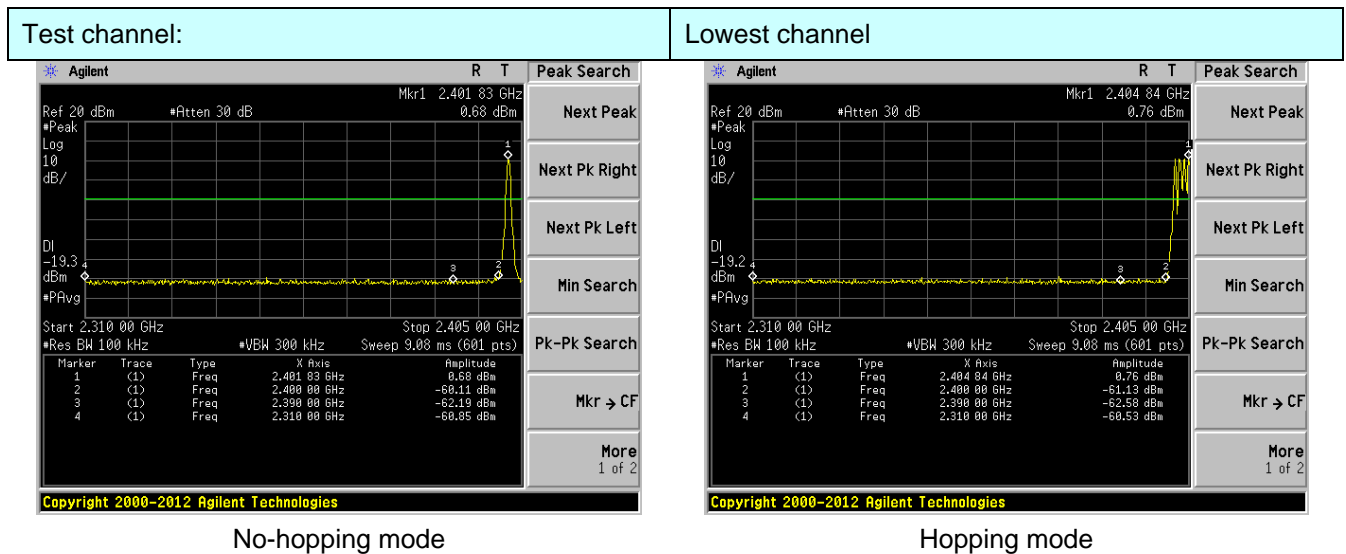 Test channel:
Lowest channel
Agilent
R T
Peak Search
Mkr1 2.401 83 GHz
Ref 20 dBm #Atten 30 dB 0.68 dBm
#Peak
Log
10
dB/
DI
-19.3
dBm
#PAvg
1
2
3
4
Start 2.310 00 GHz Stop 2.405 00 GHz
#Res BW 100 kHz #VBW 300 kHz Sweep 9.08 ms (601 pts)
Marker Trace Type X Axis Amplitude
1 (1) Freq 2.401 83 GHz 0.68 dBm
2 (1) Freq 2.400 00 GHz -60.11 dBm
3 (1) Freq 2.390 00 GHz -62.19 dBm
4 (1) Freq 2.310 00 GHz -60.85 dBm
Next Peak
Next Pk Right
Next Pk Left
Min Search
Pk-Pk Search
Mkr → CF
More
1 of 2
Copyright 2000-2012 Agilent Technologies
No-hopping mode
Agilent
R T
Peak Search
Mkr1 2.404 84 GHz
Ref 20 dBm #Atten 30 dB 0.76 dBm
#Peak
Log
10
dB/
DI
-19.2
dBm
#PAvg
1
2
3
4
Start 2.310 00 GHz Stop 2.405 00 GHz
#Res BW 100 kHz #VBW 300 kHz Sweep 9.08 ms (601 pts)
Marker Trace Type X Axis Amplitude
1 (1) Freq 2.404 84 GHz 0.76 dBm
2 (1) Freq 2.400 00 GHz -61.13 dBm
3 (1) Freq 2.390 00 GHz -62.58 dBm
4 (1) Freq 2.310 00 GHz -60.53 dBm
Next Peak
Next Pk Right
Next Pk Left
Min Search
Pk-Pk Search
Mkr → CF
More
1 of 2
Copyright 2000-2012 Agilent Technologies
Hopping mode